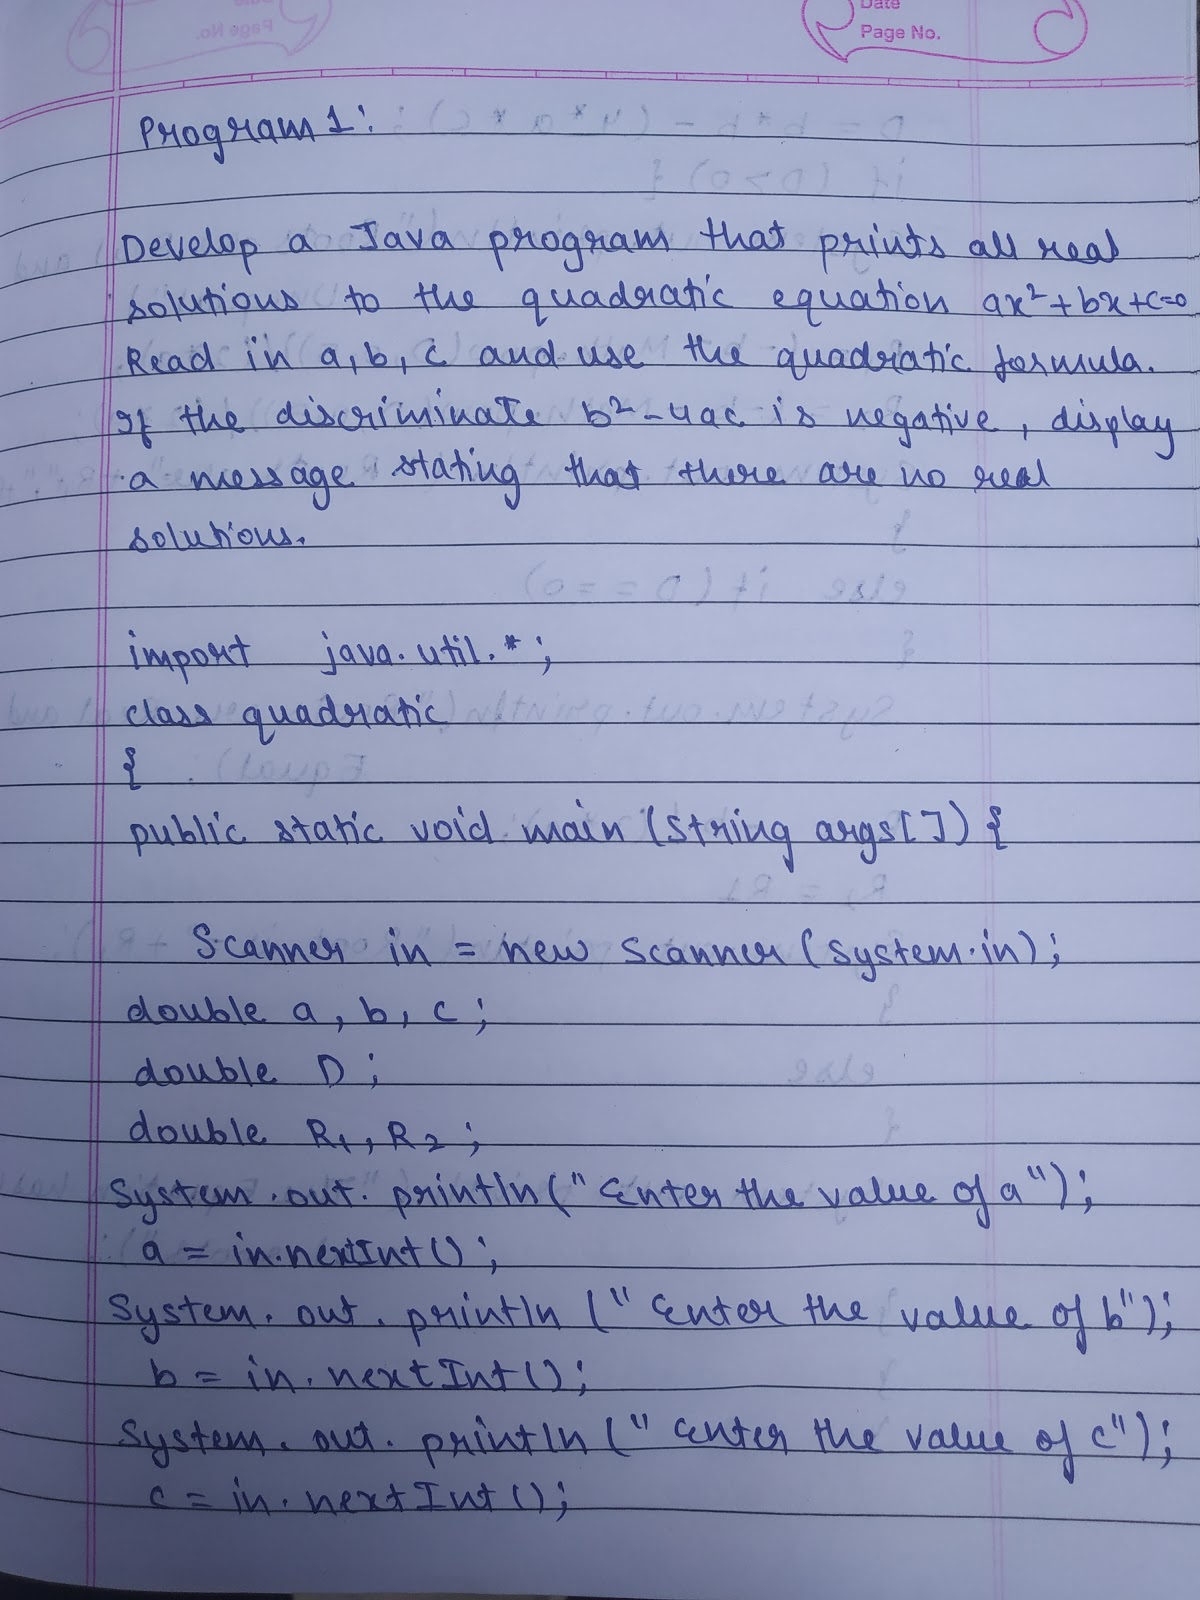 Date
Page No.
Program 1:
Develop a Java program that prints all real
solutions to the quadratic equation ax²+bx+c=0
Read in a, b, c and use the quadratic formula.
If the discriminate b²-4ac is negative, display
a message stating that there are no real
solutions.
import java.util.*;
class quadratic
{
public static void main (String args[]) {
Scanner in = new Scanner (System.in);
double a, b, c;
double D;
double R1, R2;
System.out.println(" Enter the value of a");
a = in.nextInt();
System.out.println (" Enter the value of b");
b = in.nextInt();
System.out.println (" Enter the value of c");
c = in.nextInt();